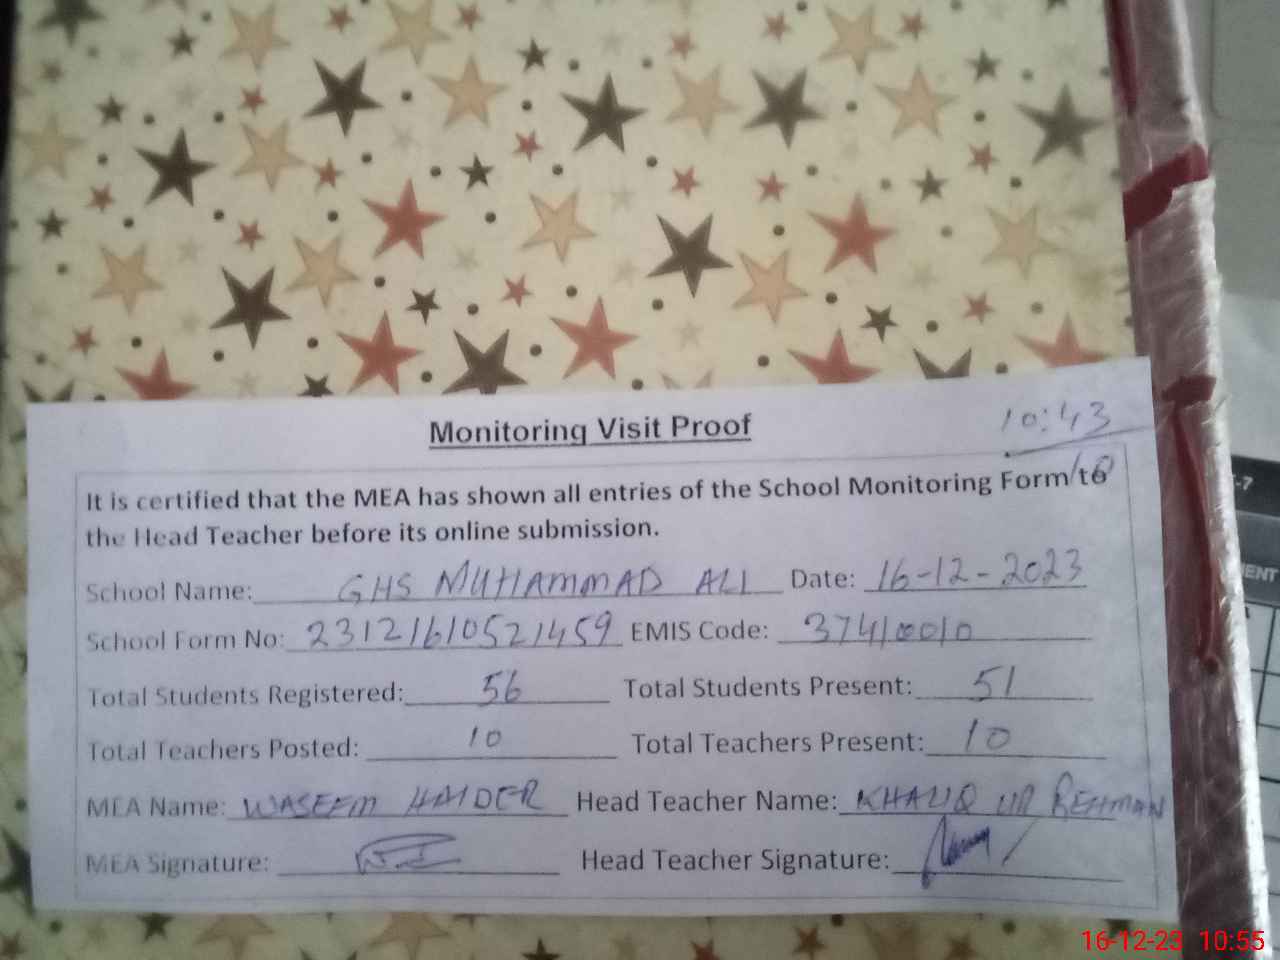 Monitoring Visit Proof
10:43
It is certified that the MEA has shown all entries of the School Monitoring Form to
the Head Teacher before its online submission.
School Name: GHS MUHAMMAD ALI Date: 16-12-2023
School Form No: 23121610521459 EMIS Code: 37410010
Total Students Registered: 56 Total Students Present: 51
Total Teachers Posted: 10 Total Teachers Present: 10
MEA Name: WASEEM HAIDER Head Teacher Name: KHALIQ UR REHMAN
MEA Signature: Head Teacher Signature:
-7
ENT
16-12-23 10:55